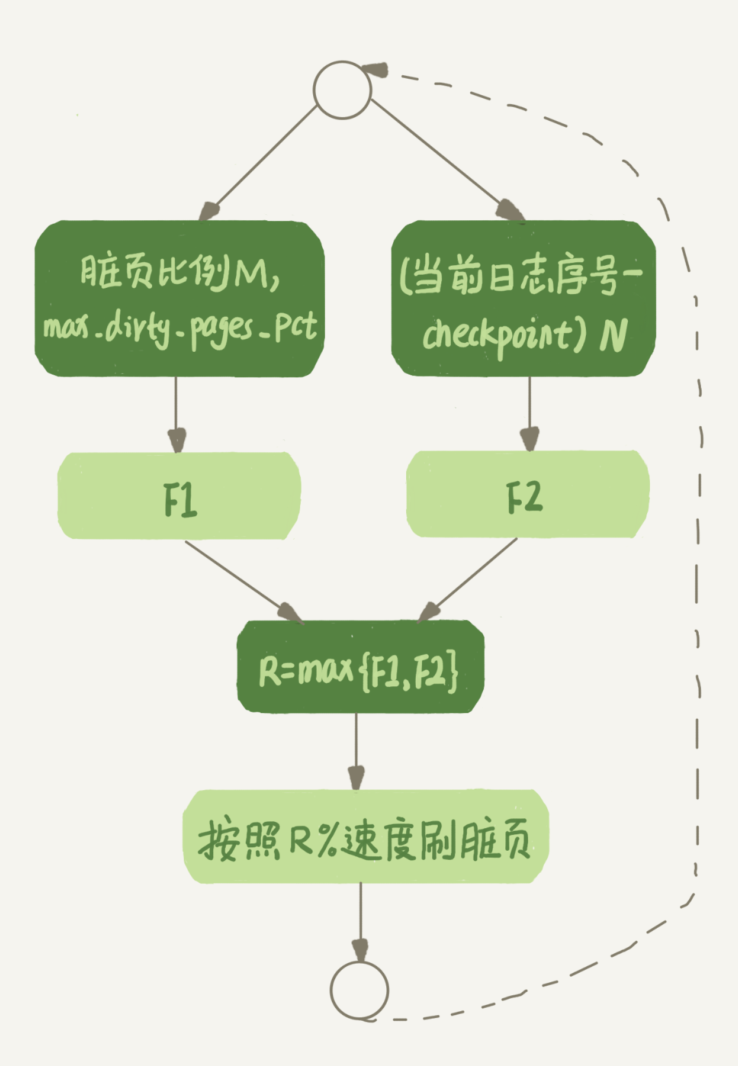 脏页比例M,
max_dirty_pages_pct
(当前日志序号-
checkpoint) N
F1
F2
R=max{F1,F2}
按照R%速度刷脏页